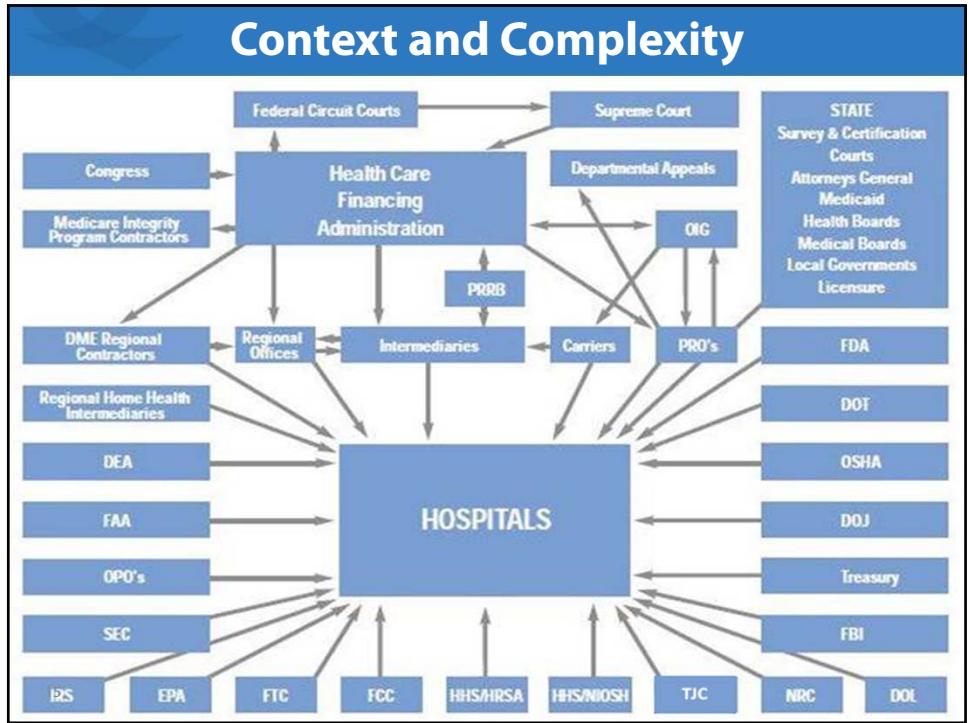 Context and Complexity
Federal Circuit Courts
Supreme Court
STATE
Survey & Certification
Courts
Attorneys General
Medicaid
Health Boards
Medical Boards
Local Governments
Licensure
Congress
Health Care
Financing
Administration
Departmental Appeals
Medicare Integrity
Program Contractors
OIG
PRRB
DME Regional
Contractors
Regional
Offices
Intermediaries
Carriers
PRO's
FDA
Regional Home Health
Intermediaries
DOT
DEA
OSHA
HOSPITALS
FAA
DOJ
OPO's
Treasury
SEC
FBI
IRS
EPA
FTC
FCC
HHS/HRSA
HHS/NIOSH
TJC
NRC
DOL